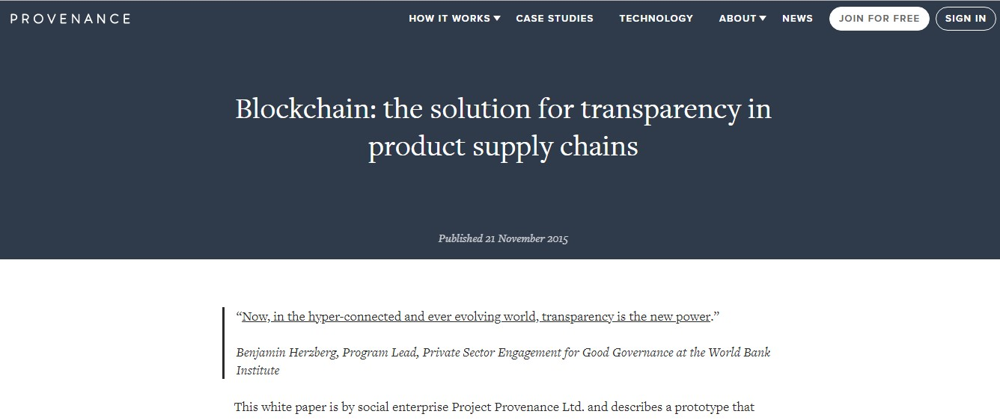 PROVENANCE HOW IT WORKS CASE STUDIES TECHNOLOGY ABOUT NEWS JOIN FOR FREE SIGN IN
Blockchain: the solution for transparency in
product supply chains
Published 21 November 2015
“Now, in the hyper-connected and ever evolving world, transparency is the new power.”
Benjamin Herzberg, Program Lead, Private Sector Engagement for Good Governance at the World Bank
Institute
This white paper is by social enterprise Project Provenance Ltd. and describes a prototype that